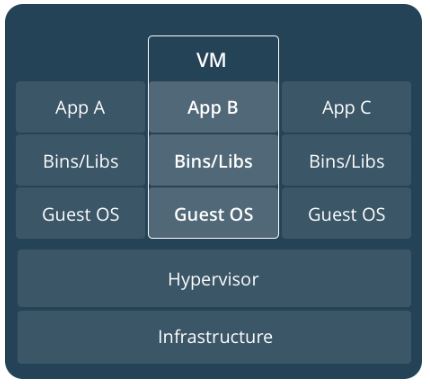 VM
App A
App B
App C
Bins/Libs
Bins/Libs
Bins/Libs
Guest OS
Guest OS
Guest OS
Hypervisor
Infrastructure